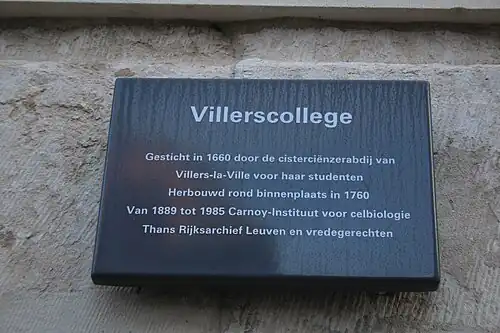 Villerscollege
Gesticht in 1660 door de cisterciënzerabdij van
Villers-la-Ville voor haar studenten
Herbouwd rond binnenplaats in 1760
Van 1889 tot 1985 Carnoy-Instituut voor celbiologie
Thans Rijksarchief Leuven en vredegerechten